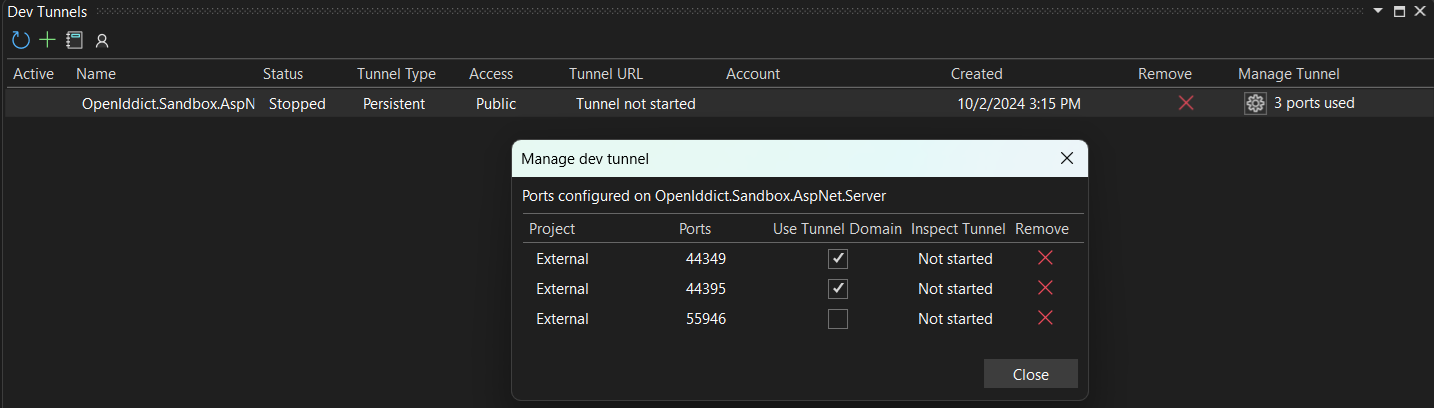 Dev Tunnels
Active Name Status Tunnel Type Access Tunnel URL Account Created Remove Manage Tunnel
OpenIddict.Sandbox.AspN Stopped Persistent Public Tunnel not started 10/2/2024 3:15 PM 3 ports used
Manage dev tunnel
Ports configured on OpenIddict.Sandbox.AspNet.Server
Project Ports Use Tunnel Domain Inspect Tunnel Remove
External 44349 Not started
External 44395 Not started
External 55946 Not started
Close